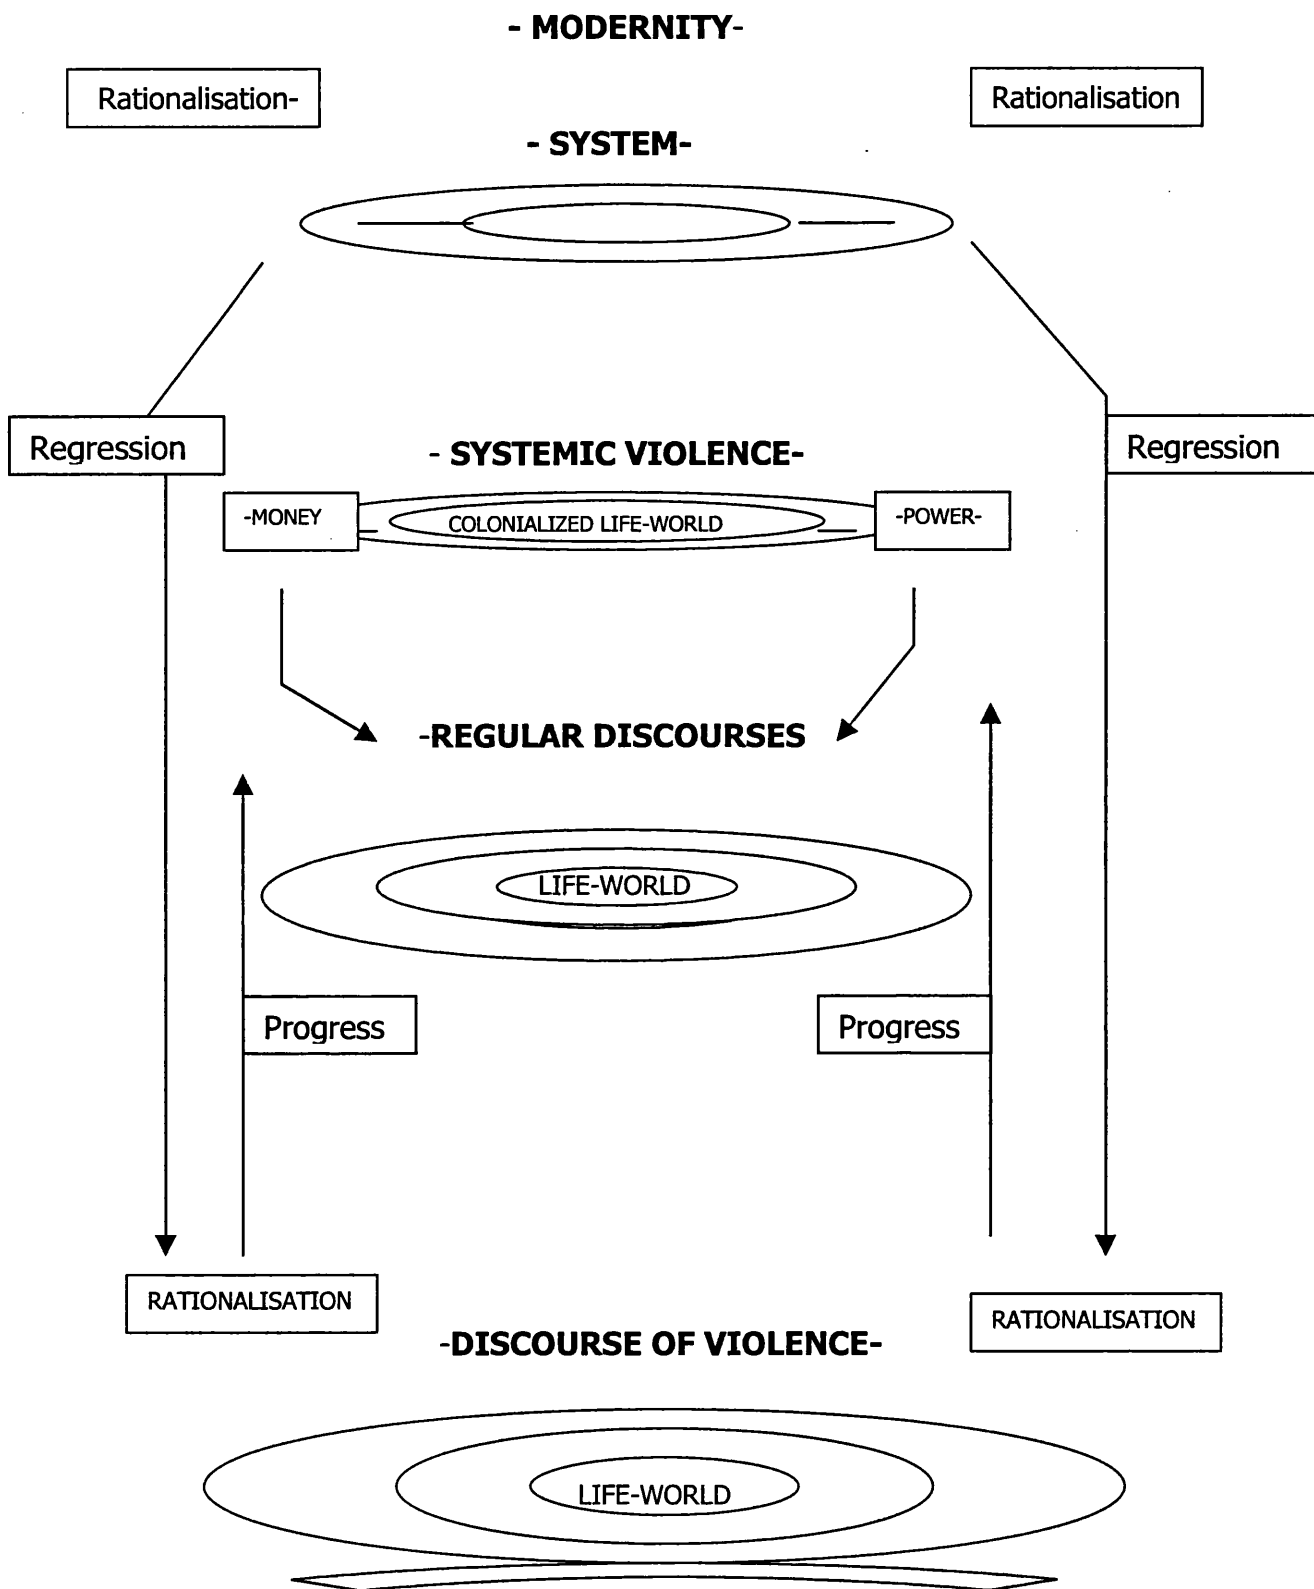 - MODERNITY-
Rationalisation-
Rationalisation
- SYSTEM-
Regression
- SYSTEMIC VIOLENCE-
Regression
-MONEY
COLONIALIZED LIFE-WORLD
-POWER-
-REGULAR DISCOURSES
LIFE-WORLD
Progress
Progress
RATIONALISATION
RATIONALISATION
-DISCOURSE OF VIOLENCE-
LIFE-WORLD